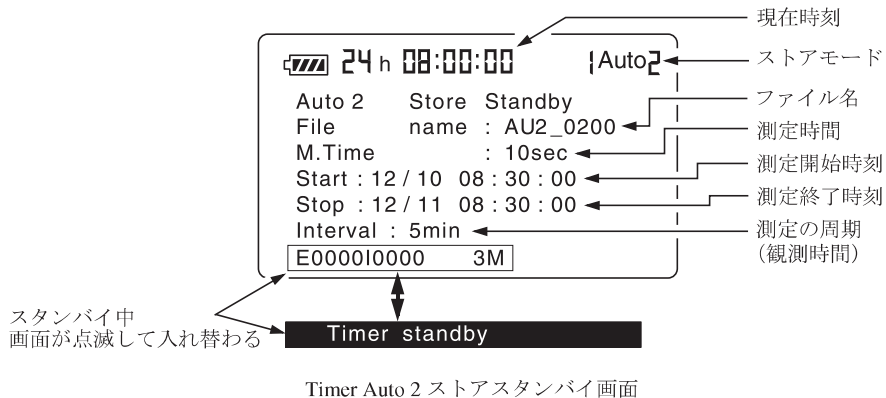 現在時刻
24 h 08:00:00 1Auto2
ストアモード
Auto 2 Store Standby
ファイル名
File name : AU2_0200
測定時間
M.Time : 10sec
測定開始時刻
Start : 12 / 10 08 : 30 : 00
測定終了時刻
Stop : 12 / 11 08 : 30 : 00
測定の周期
(観測時間)
Interval : 5min
E0000I0000 3M
スタンバイ中
画面が点滅して入れ替わる
Timer standby
Timer Auto 2 ストアスタンバイ画面